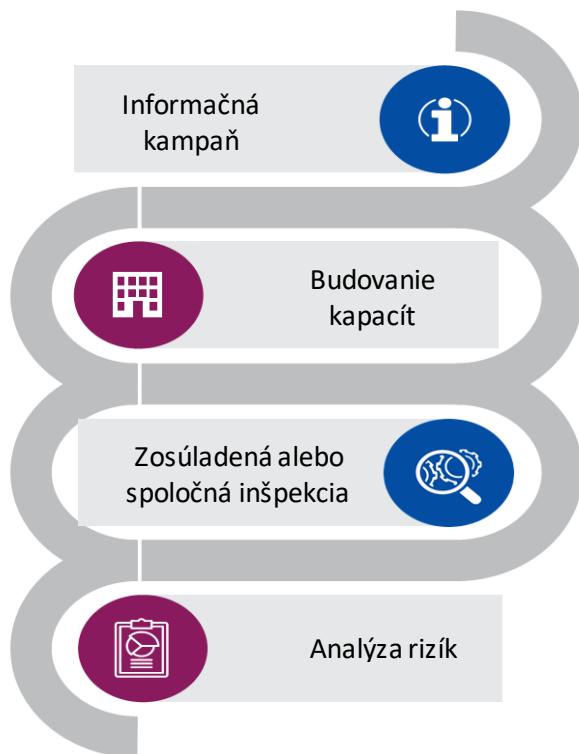 Informačná
kampaň
Budovanie
kapacít
Zosúladená alebo
spoločná inšpekcia
Analýza rizík